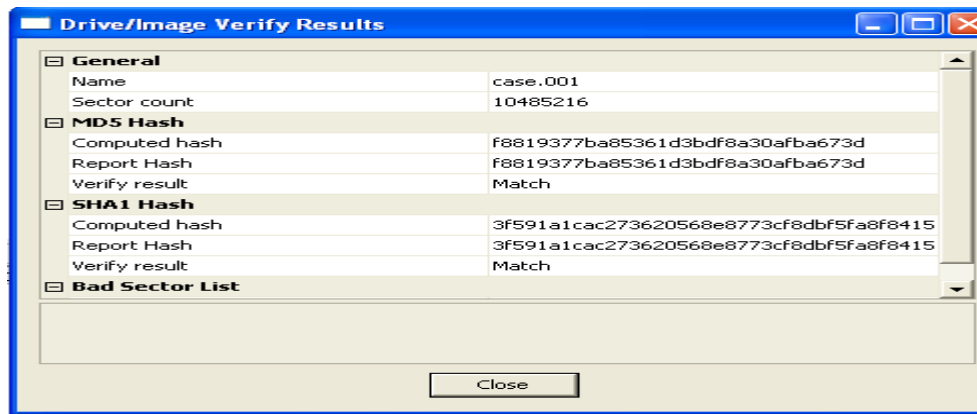 Drive/Image Verify Results
General
Name case.001
Sector count 10485216
MD5 Hash
Computed hash f8819377ba85361d3bdf8a30afba673d
Report Hash f8819377ba85361d3bdf8a30afba673d
Verify result Match
SHA1 Hash
Computed hash 3f591a1cac273620568e8773cf8dbf5fa8f8415
Report Hash 3f591a1cac273620568e8773cf8dbf5fa8f8415
Verify result Match
Bad Sector List
Close